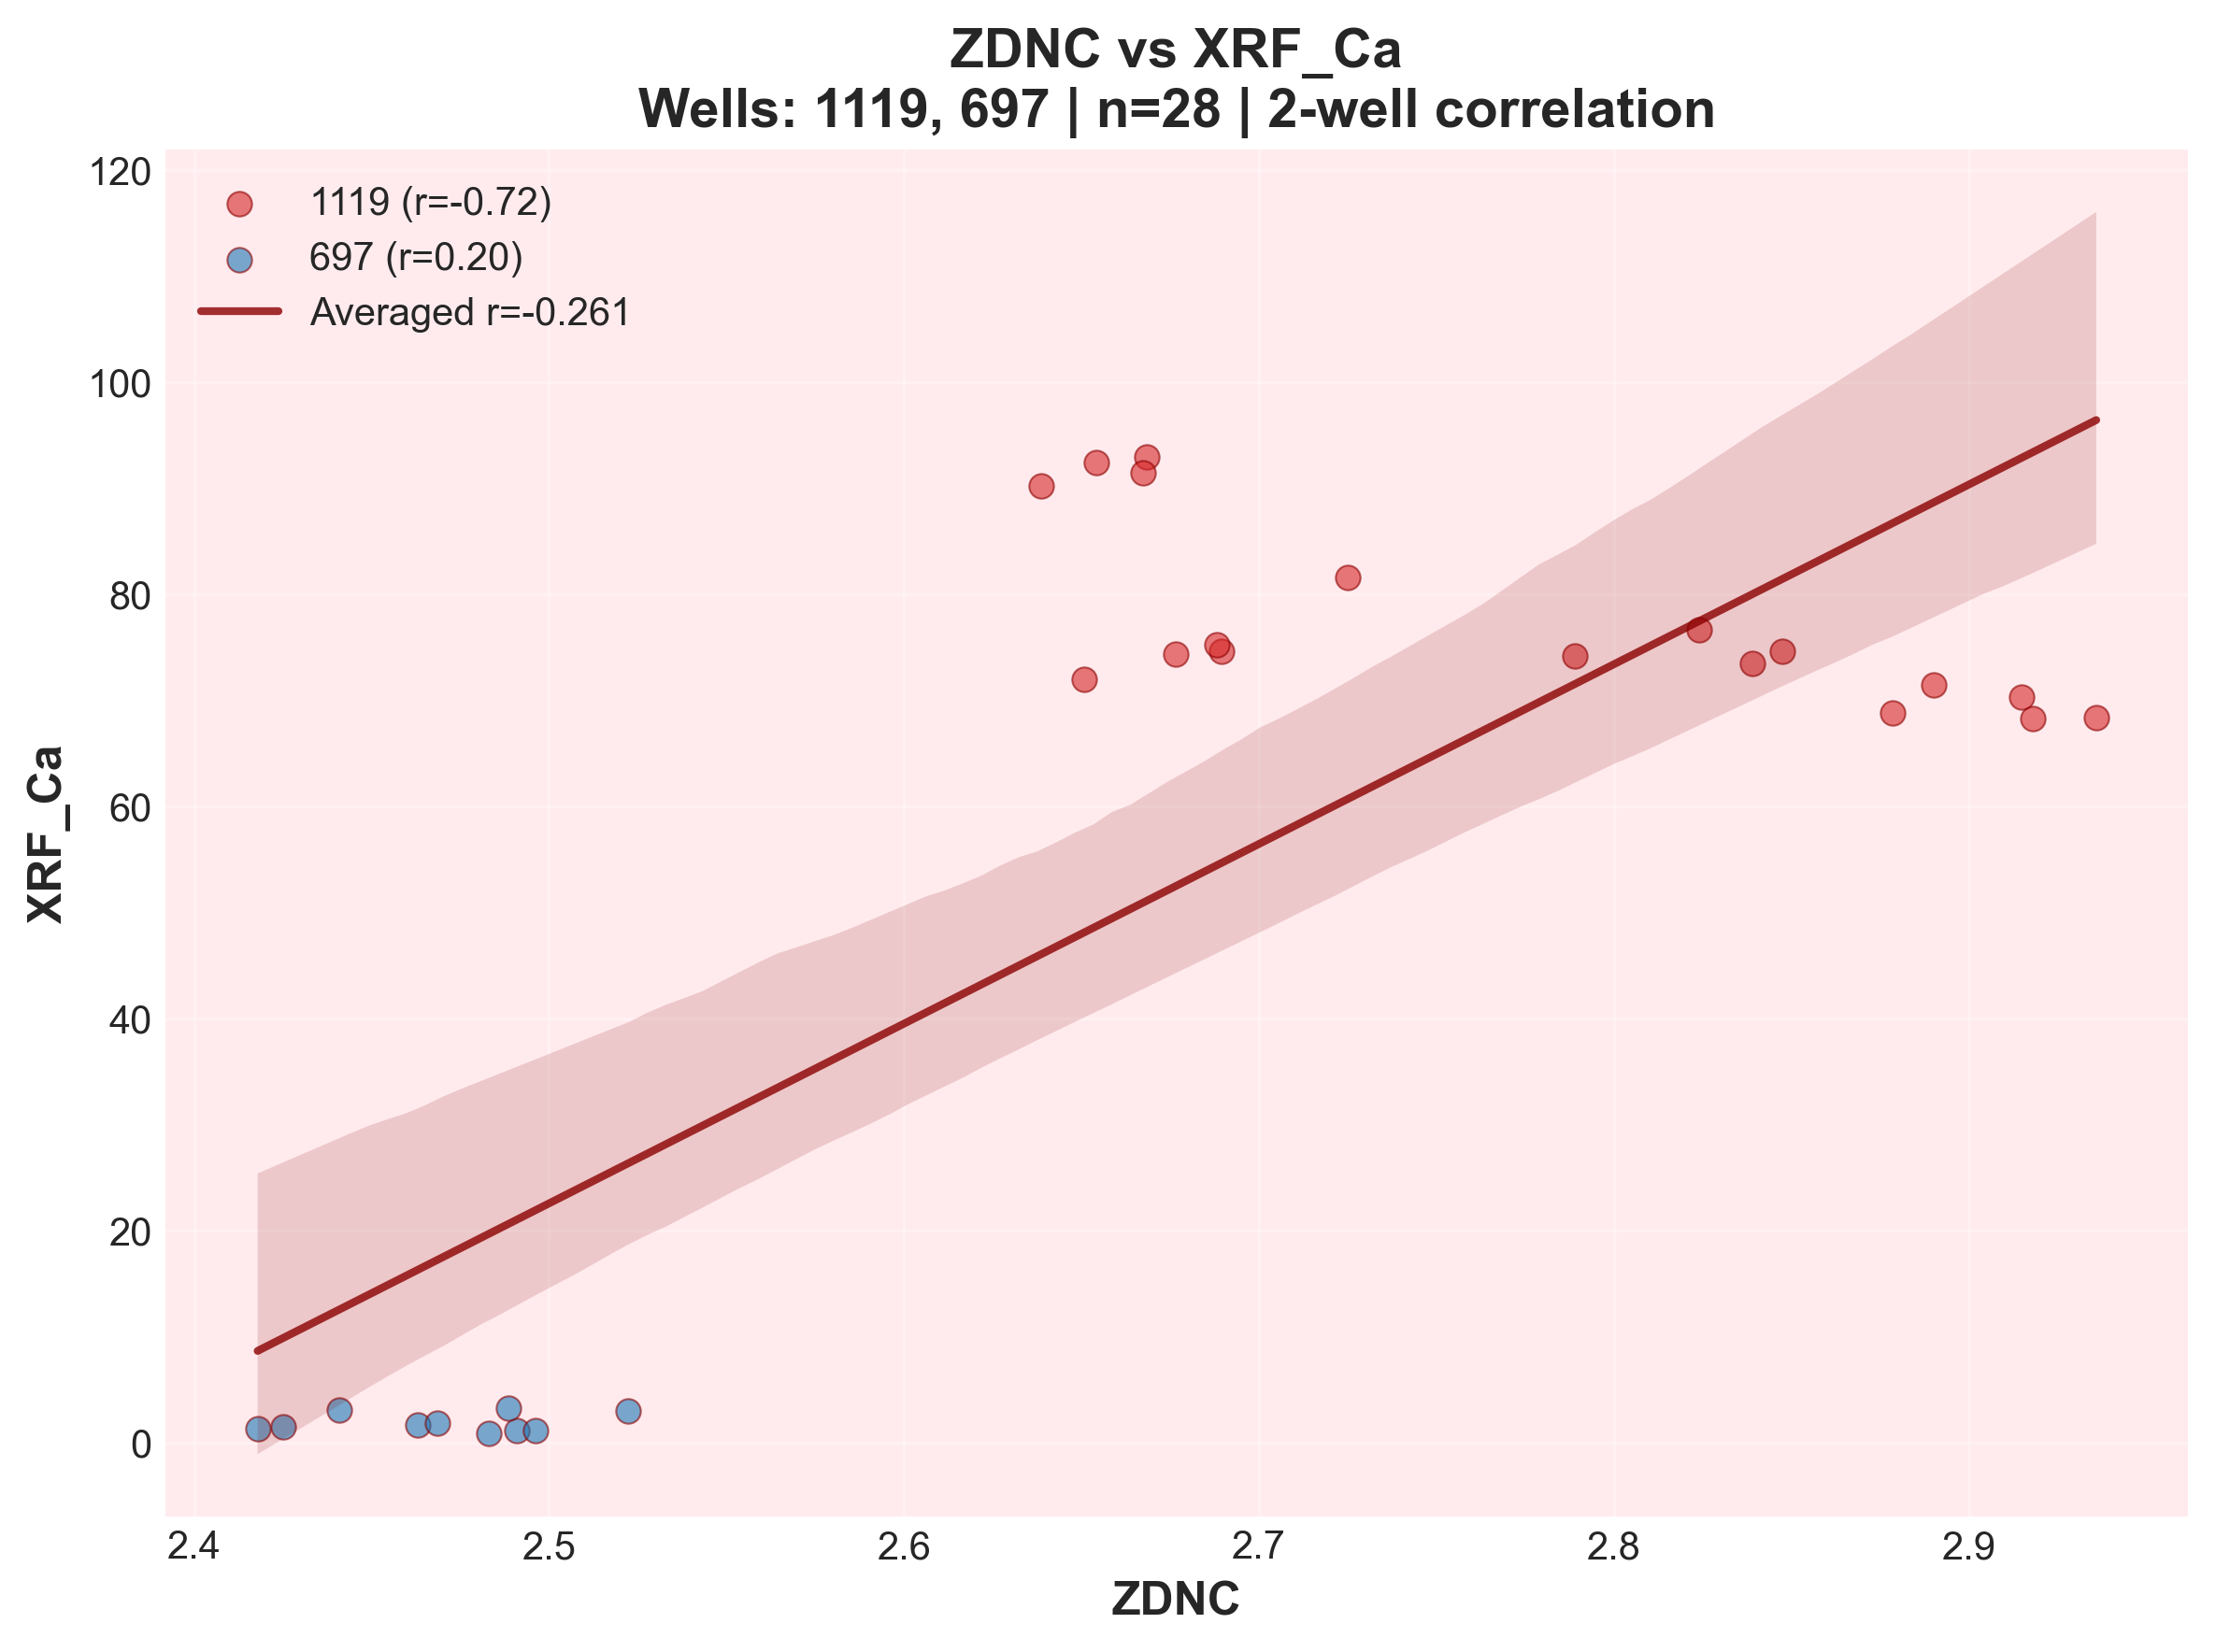 ZDNC vs XRF_Ca
Wells: 1119, 697 | n=28 | 2-well correlation
1119 (r=-0.72)
697 (r=0.20)
Averaged r=-0.261
120
100
80
60
40
20
0
XRF_Ca
2.4 2.5 2.6 2.7 2.8 2.9
ZDNC